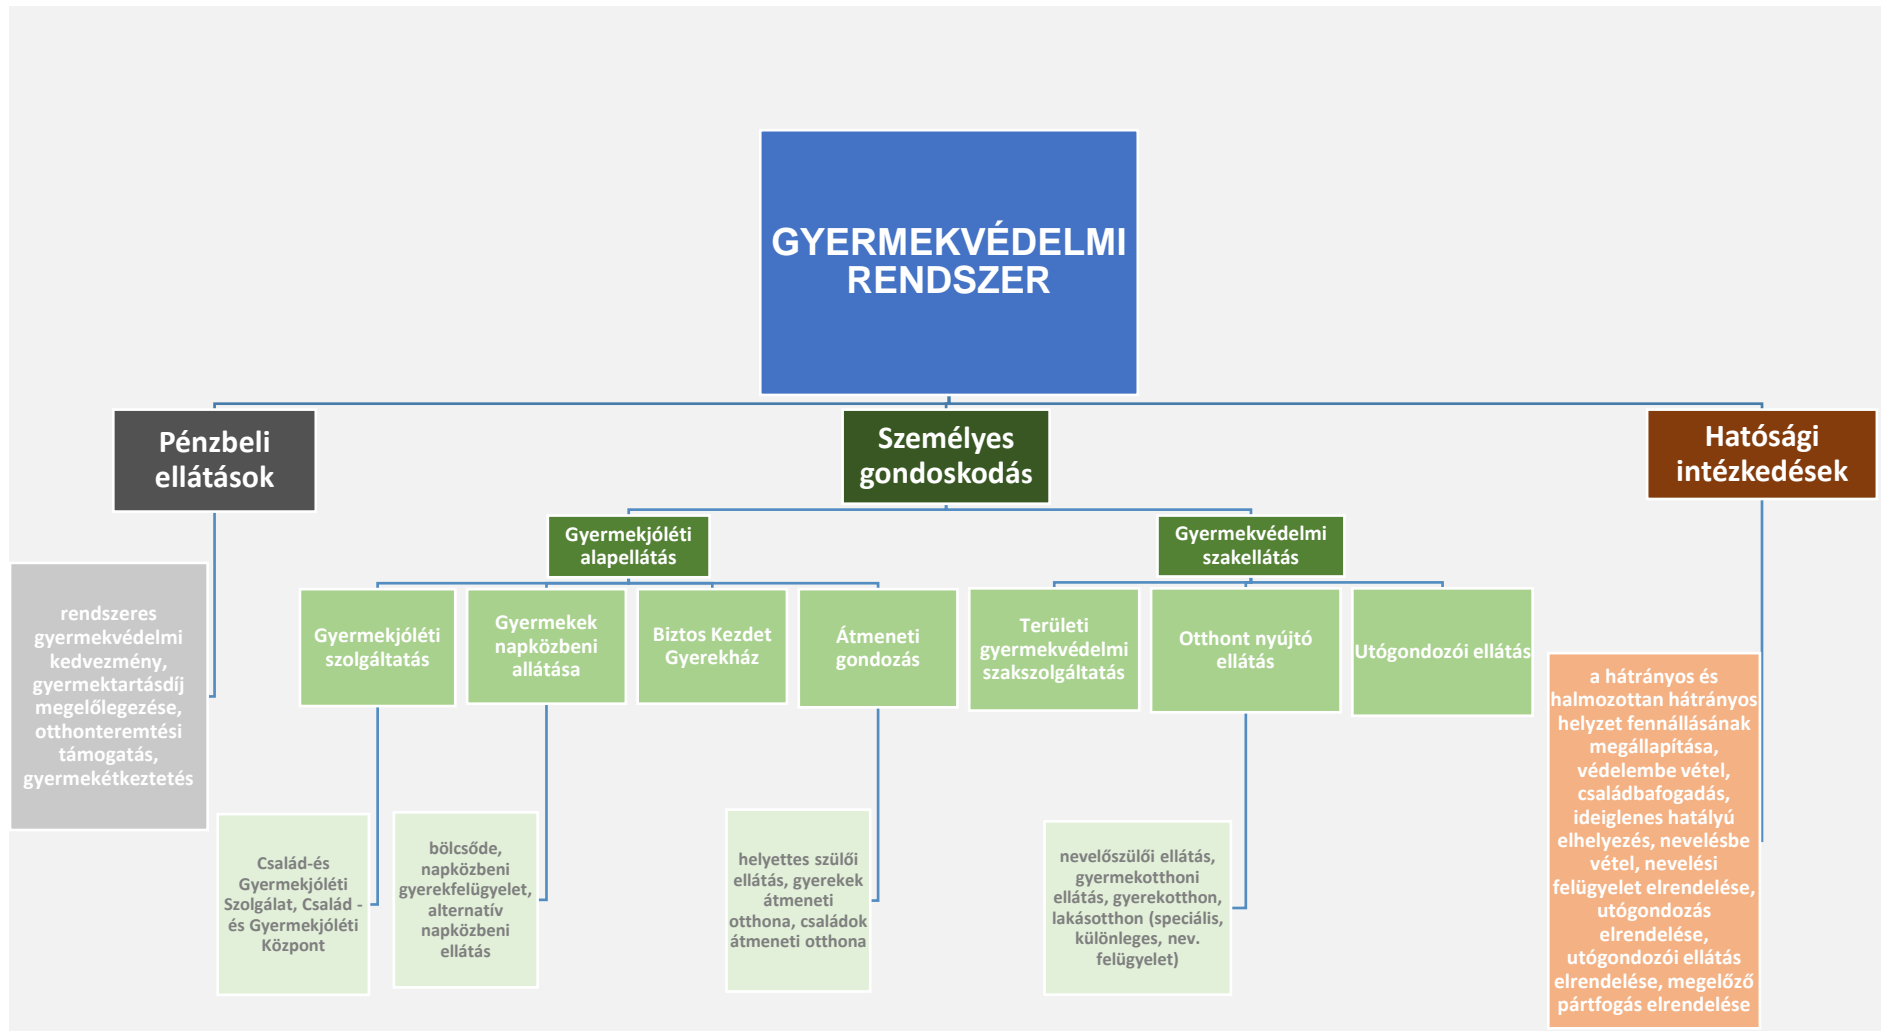 GYERMEKVÉDELMI
RENDSZER
Pénzbeli
ellátások
Személyes
gondoskodás
Hatósági
intézkedések
Gyermekjóléti
alapellátás
Gyermekvédelmi
szakellátás
rendszeres
gyermekvédelmi
kedvezmény,
gyermektartásdíj
megelőlegezése,
otthonteremtési
támogatás,
gyermekétkeztetés
Gyermekjóléti
szolgáltatás
Gyermekek
napközbeni
allátása
Biztos Kezdet
Gyerekház
Átmeneti
gondozás
Területi
gyermekvédelmi
szakszolgáltatás
Otthont nyújtó
ellátás
Utógondozói ellátás
a hátrányos és
halmozottan hátrányos
helyzet fennállásának
megállapítása,
védelembe vétel,
családbafogadás,
ideiglenes hatályú
elhelyezés, nevelésbe
vétel, nevelési
felügyelet elrendelése,
utógondozás
elrendelése,
utógondozói ellátás
elrendelése, megelőző
pártfogás elrendelése
Család-és
Gyermekjóléti
Szolgálat, Család -
és Gyermekjóléti
Központ
bölcsőde,
napközbeni
gyerekfelügyelet,
alternatív
napközbeni
ellátás
helyettes szülői
ellátás, gyerekek
átmeneti
otthona, családok
átmeneti otthona
nevelőszülői ellátás,
gyermekotthoni
ellátás, gyerekotthon,
lakásotthon (speciális,
különleges, nev.
felügyelet)